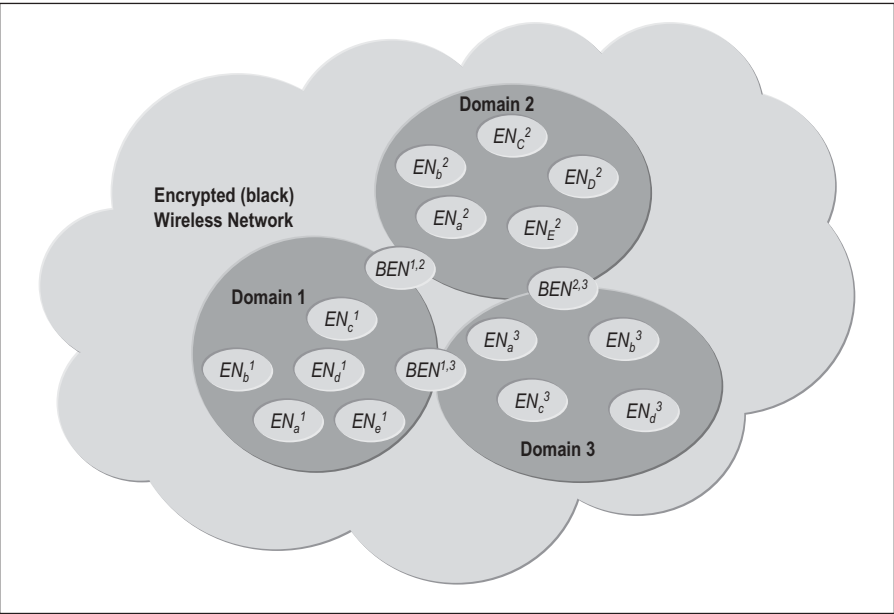 Domain 2
EN_C^2
EN_b^2
EN_D^2
EN_a^2
EN_E^2
Encrypted (black)
Wireless Network
BEN^1,2
BEN^2,3
Domain 1
EN_c^1
EN_b^1
EN_d^1
EN_a^1
EN_e^1
BEN^1,3
EN_a^3
EN_b^3
EN_c^3
EN_d^3
Domain 3